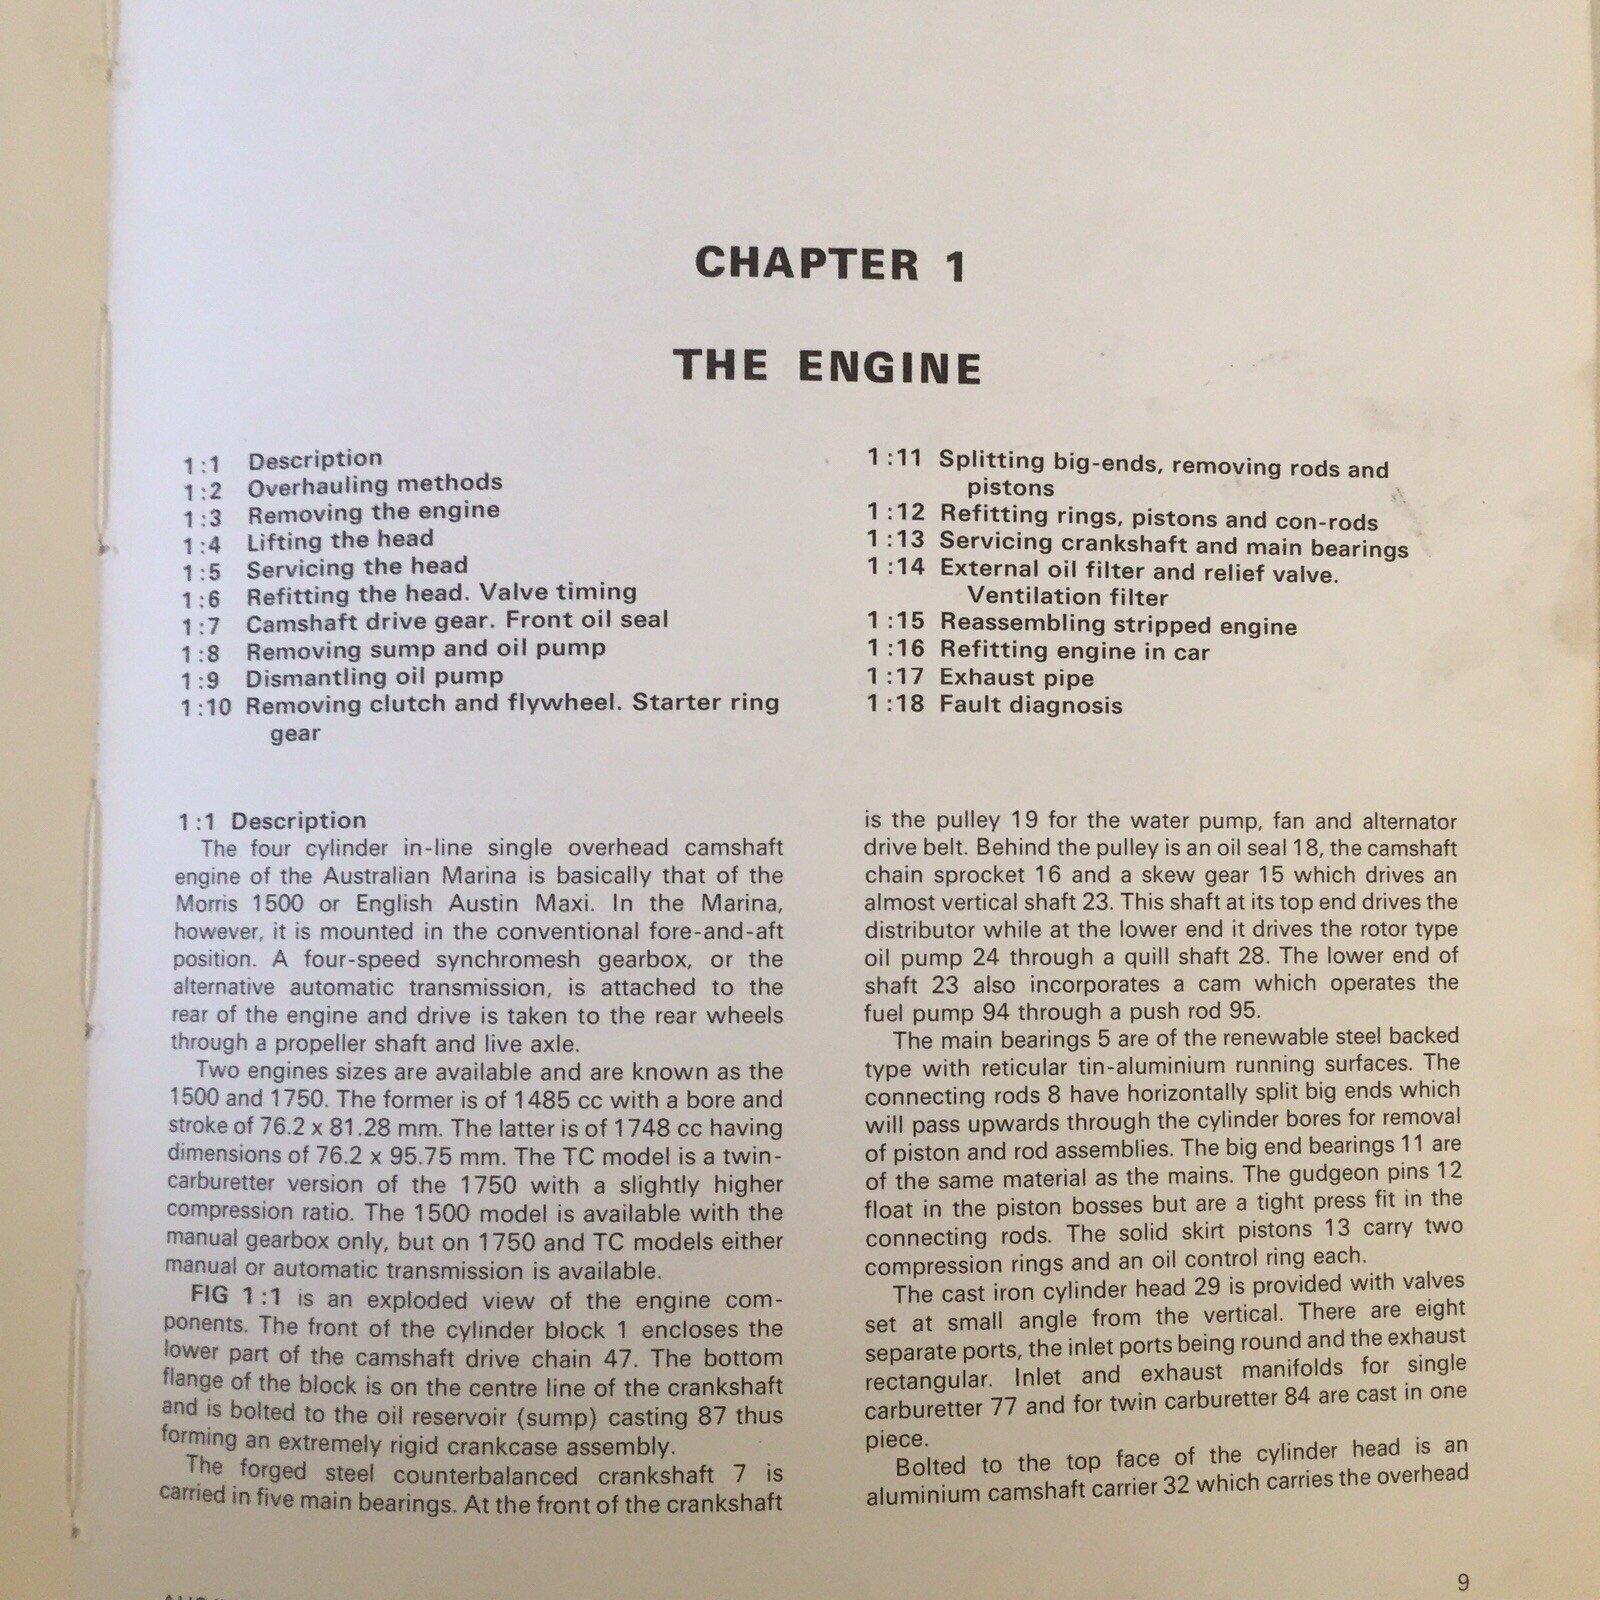 CHAPTER 1
THE ENGINE
1:1 Description
1:2 Overhauling methods
1:3 Removing the engine
1:4 Lifting the head
1:5 Servicing the head
1:6 Refitting the head. Valve timing
1:7 Camshaft drive gear. Front oil seal
1:8 Removing sump and oil pump
1:9 Dismantling oil pump
1:10 Removing clutch and flywheel. Starter ring
gear
1:11 Splitting big-ends, removing rods and
pistons
1:12 Refitting rings, pistons and con-rods
1:13 Servicing crankshaft and main bearings
1:14 External oil filter and relief valve.
Ventilation filter
1:15 Reassembling stripped engine
1:16 Refitting engine in car
1:17 Exhaust pipe
1:18 Fault diagnosis
1:1 Description
The four cylinder in-line single overhead camshaft
engine of the Australian Marina is basically that of the
Morris 1500 or English Austin Maxi. In the Marina,
however, it is mounted in the conventional fore-and-aft
position. A four-speed synchromesh gearbox, or the
alternative automatic transmission, is attached to the
rear of the engine and drive is taken to the rear wheels
through a propeller shaft and live axle.
Two engines sizes are available and are known as the
1500 and 1750. The former is of 1485 cc with a bore and
stroke of 76.2 x 81.28 mm. The latter is of 1748 cc having
dimensions of 76.2 x 95.75 mm. The TC model is a twin-
carburetter version of the 1750 with a slightly higher
compression ratio. The 1500 model is available with the
manual gearbox only, but on 1750 and TC models either
manual or automatic transmission is available.
FIG 1:1 is an exploded view of the engine com-
ponents. The front of the cylinder block 1 encloses the
lower part of the camshaft drive chain 47. The bottom
flange of the block is on the centre line of the crankshaft
and is bolted to the oil reservoir (sump) casting 87 thus
forming an extremely rigid crankcase assembly.
The forged steel counterbalanced crankshaft 7 is
carried in five main bearings. At the front of the crankshaft
is the pulley 19 for the water pump, fan and alternator
drive belt. Behind the pulley is an oil seal 18, the camshaft
chain sprocket 16 and a skew gear 15 which drives an
almost vertical shaft 23. This shaft at its top end drives the
distributor while at the lower end it drives the rotor type
oil pump 24 through a quill shaft 28. The lower end of
shaft 23 also incorporates a cam which operates the
fuel pump 94 through a push rod 95.
The main bearings 5 are of the renewable steel backed
type with reticular tin-aluminium running surfaces. The
connecting rods 8 have horizontally split big ends which
will pass upwards through the cylinder bores for removal
of piston and rod assemblies. The big end bearings 11 are
of the same material as the mains. The gudgeon pins 12
float in the piston bosses but are a tight press fit in the
connecting rods. The solid skirt pistons 13 carry two
compression rings and an oil control ring each.
The cast iron cylinder head 29 is provided with valves
set at small angle from the vertical. There are eight
separate ports, the inlet ports being round and the exhaust
rectangular. Inlet and exhaust manifolds for single
carburetter 77 and for twin carburetter 84 are cast in one
piece.
Bolted to the top face of the cylinder head is an
aluminium camshaft carrier 32 which carries the overhead
9